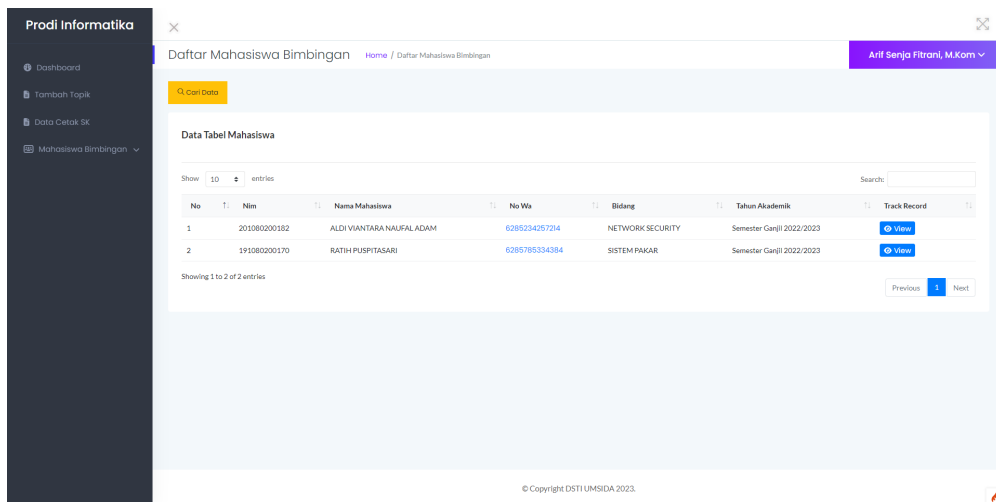 Prodi Informatika
Dashboard
Tambah Topik
Data Cetak SK
Mahasiswa Bimbingan
Daftar Mahasiswa Bimbingan Home / Daftar Mahasiswa Bimbingan Arif Senja Fitrani, M.Kom
Cari Data
Data Tabel Mahasiswa
Show 10 entries Search:
No Nim Nama Mahasiswa No Wa Bidang Tahun Akademik Track Record
1 201080200182 ALDI VIANTARA NAUFAL ADAM 6285234257214 NETWORK SECURITY Semester Ganjil 2022/2023 View
2 191080200170 RATIH PUSPITASARI 6285785334384 SISTEM PAKAR Semester Ganjil 2022/2023 View
Showing 1 to 2 of 2 entries
Previous 1 Next
© Copyright DSTI UMSIDA 2023.